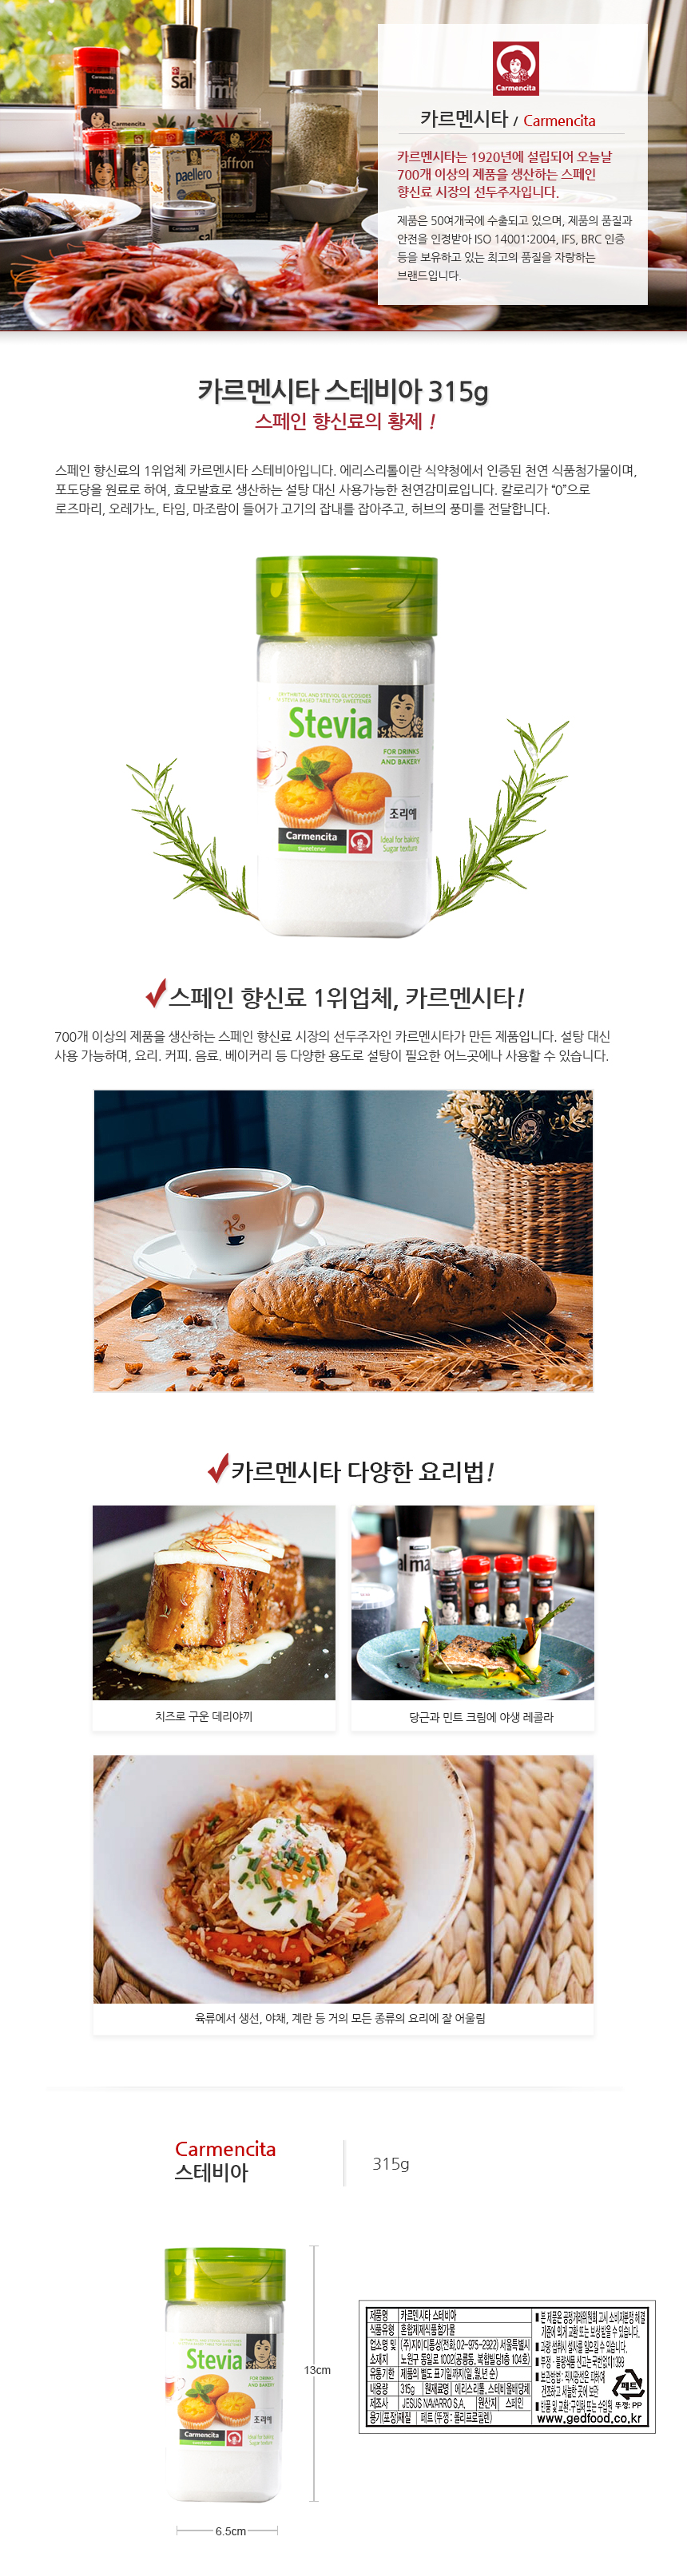 Carmencita
Pimentón
sal
paellero
saffron
카르멘시타 / Carmencita
카르멘시타는 1920년에 설립되어 오늘날
700개 이상의 제품을 생산하는 스페인
향신료 시장의 선두주자입니다.
제품은 50여개국에 수출되고 있으며, 제품의 품질과
안전을 인정받아 ISO 14001:2004, IFS, BRC 인증
등을 보유하고 있는 최고의 품질을 자랑하는
브랜드입니다.
카르멘시타 스테비아 315g
스페인 향신료의 황제 !
스페인 향신료의 1위업체 카르멘시타 스테비아입니다. 에리스리톨이란 식약청에서 인증된 천연 식품첨가물이며,
포도당을 원료로 하여, 효모발효로 생산하는 설탕 대신 사용가능한 천연감미료입니다. 칼로리가 “0”으로
로즈마리, 오레가노, 타임, 마조람이 들어가 고기의 잡내를 잡아주고, 허브의 풍미를 전달합니다.
ERYTHRITOL AND STEVIOL GLYCOSIDES
STEVIA BASED TABLE TOP SWEETENER
Stevia
FOR DRINKS
AND BAKERY
조리예
Carmencita
sweetener
Ideal for baking
Sugar texture
스페인 향신료 1위업체, 카르멘시타!
700개 이상의 제품을 생산하는 스페인 향신료 시장의 선두주자인 카르멘시타가 만든 제품입니다. 설탕 대신
사용 가능하며, 요리. 커피. 음료. 베이커리 등 다양한 용도로 설탕이 필요한 어느곳에나 사용할 수 있습니다.
카르멘시타 다양한 요리법!
치즈로 구운 데리야끼
당근과 민트 크림에 야생 레콜라
육류에서 생선, 야채, 계란 등 거의 모든 종류의 요리에 잘 어울림
Carmencita
스테비아
315g
Stevia
FOR DRINKS
AND BAKERY
조리예
Carmencita
sweetener
Ideal for baking
Sugar texture
13cm
6.5cm
제품명 카르멘시타 스테비아
식품유형 혼합제제식품첨가물
업소명 및 (주)지이디통상(전화,02-975-2922) 서울특별시
소재지 노원구 동일로 1002(공릉동, 복합빌딩B층 104호)
유통기한 제품의 별도 표기일까지(일,월,년 순)
내용량 315g 원재료명 에리스리톨, 스테비올배당체
제조사 JESUS NAVARRO S.A. 원산지 스페인
용기(포장)재질 페트 (뚜껑 : 폴리프로필렌)
■ 본 제품은 공정거래위원회 고시 소비자분쟁 해결
기준에 의거 교환 또는 보상받을 수 있습니다.
■ 과량 섭취시 설사를 일으킬 수 있습니다.
■ 부정·불량식품 신고는 국번없이 1399
■ 보관방법 : 직사광선을 피하여
건조하고 서늘한 곳에 보관
■ 반품 및 교환 : 구입처 또는 수입원
페트
뚜껑: PP
www.gedfood.co.kr